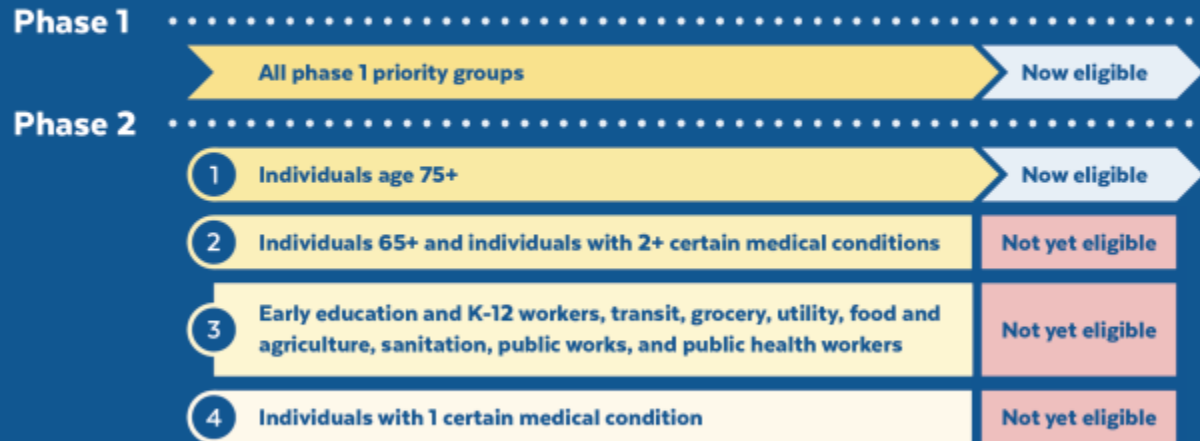 Phase 1
All phase 1 priority groups
Now eligible
Phase 2
1
Individuals age 75+
Now eligible
2
Individuals 65+ and individuals with 2+ certain medical conditions
Not yet eligible
3
Early education and K-12 workers, transit, grocery, utility, food and
agriculture, sanitation, public works, and public health workers
Not yet eligible
4
Individuals with 1 certain medical condition
Not yet eligible